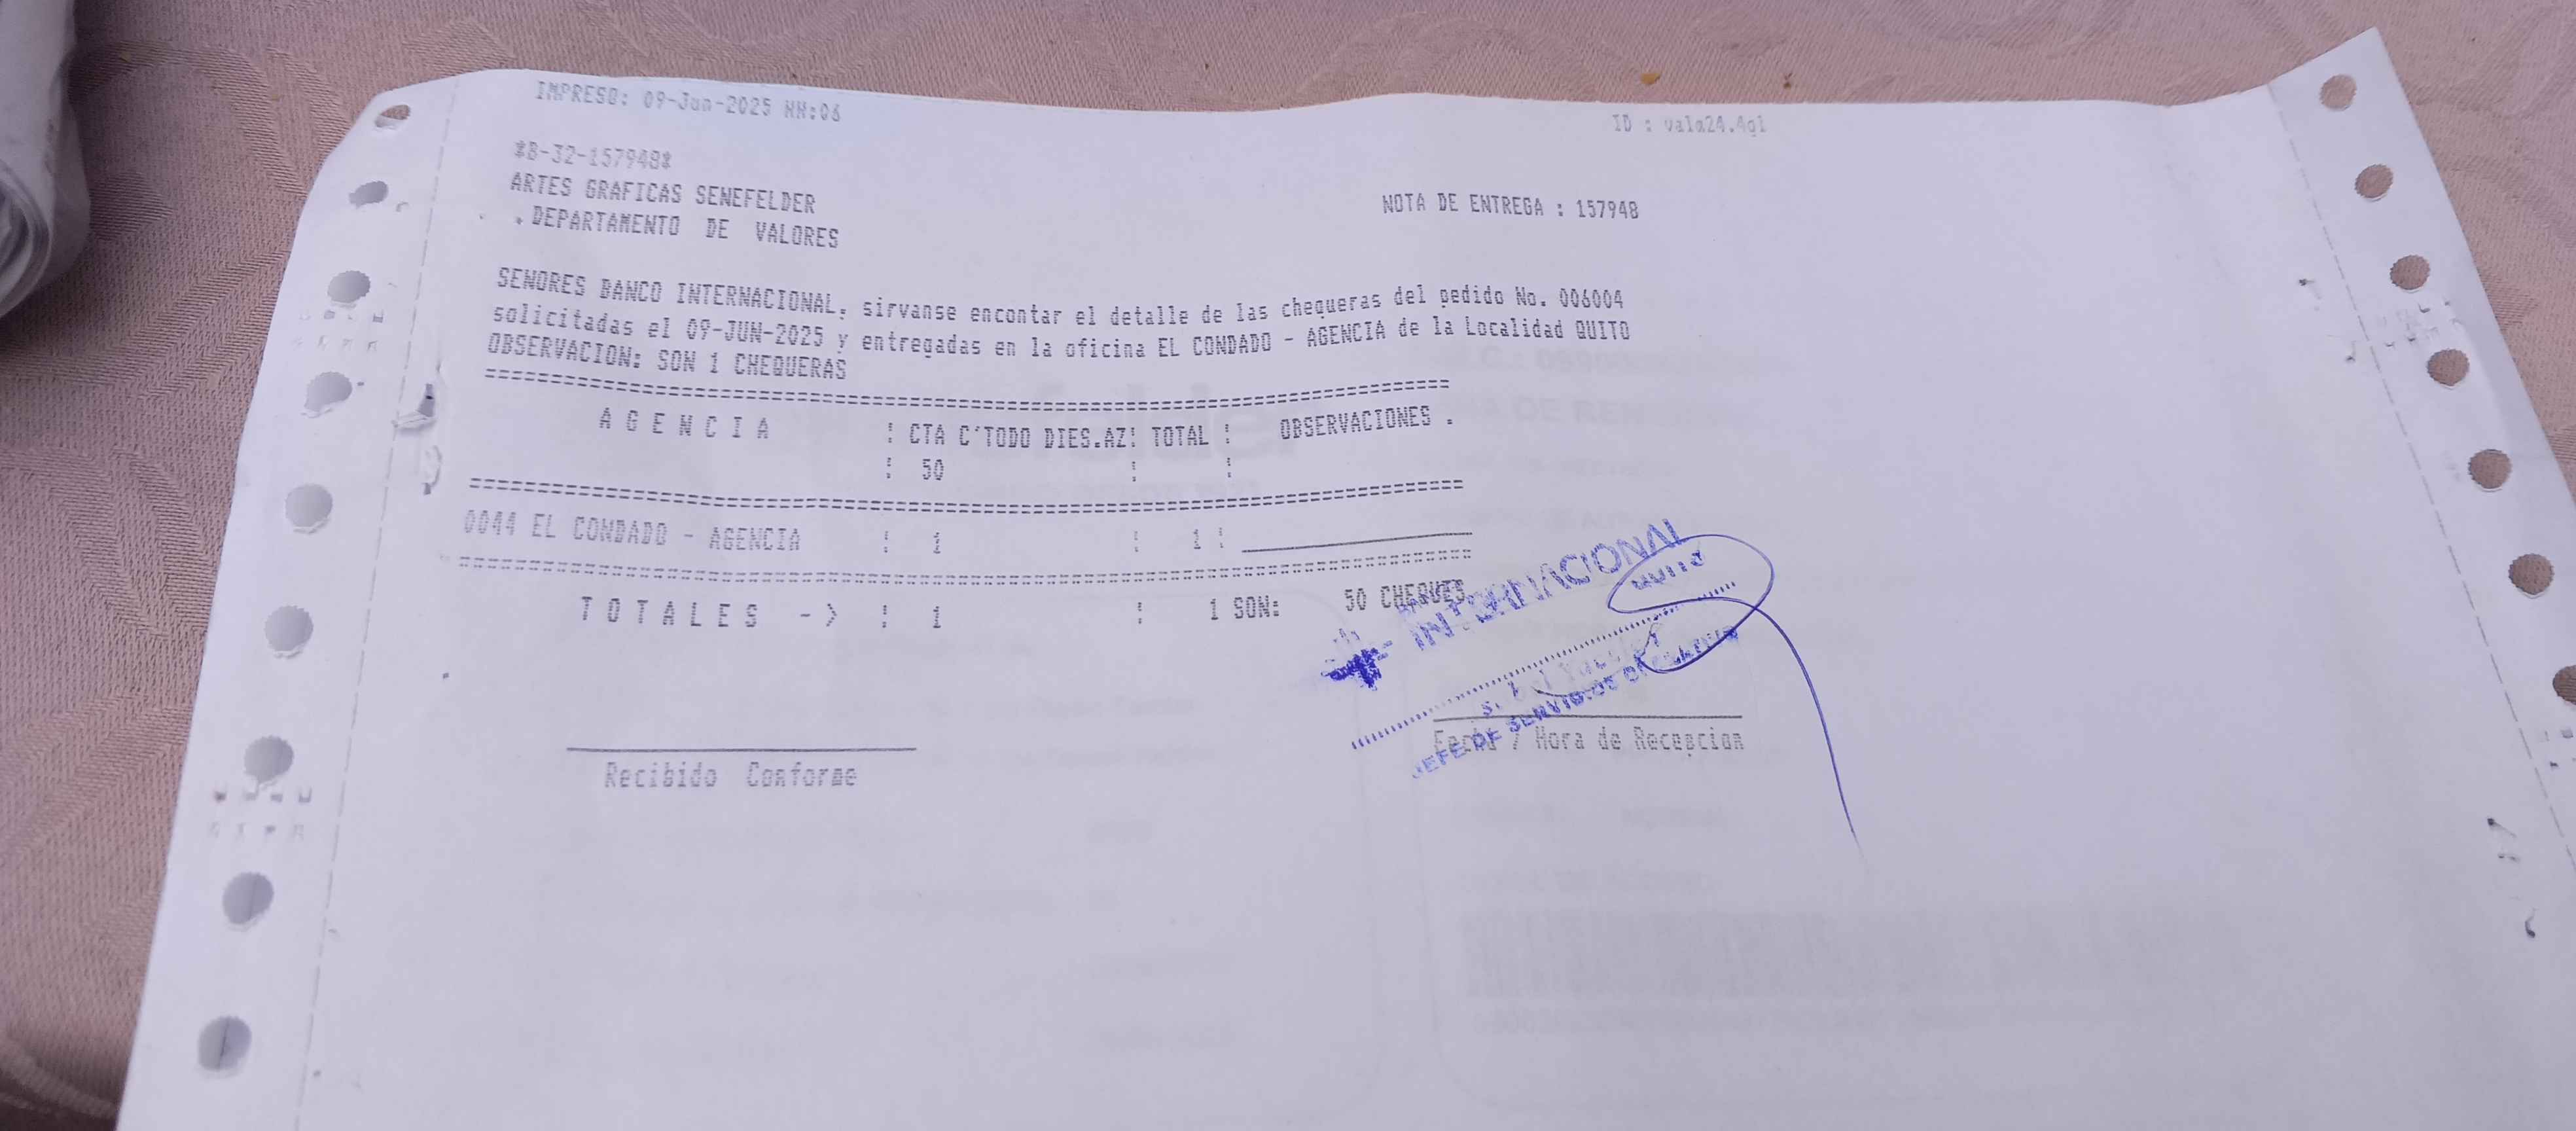 IMPRESO: 09-Jun-2025 HH:06
ID : vala24.4gl
*B-32-157948*
ARTES GRAFICAS SENEFELDER
NOTA DE ENTREGA : 157948
. DEPARTAMENTO DE VALORES
SENORES BANCO INTERNACIONAL, sirvanse encontar el detalle de las chequeras del pedido No. 006004
solicitadas el 09-JUN-2025 y entregadas en la oficina EL CONDADO - AGENCIA de la Localidad QUITO
OBSERVACION: SON 1 CHEQUERAS
A G E N C I A : CTA C'TODO DIES.AZ: TOTAL : OBSERVACIONES .
: 50 : :
0044 EL CONDADO - AGENCIA : 1 : 1 :
T O T A L E S -> : 1 : 1 SON: 50 CHEQUES
INTERNACIONAL
QUITO
JEFE DE SERVICIOS
Recibido Conforme
Fecha / Hora de Recepcion